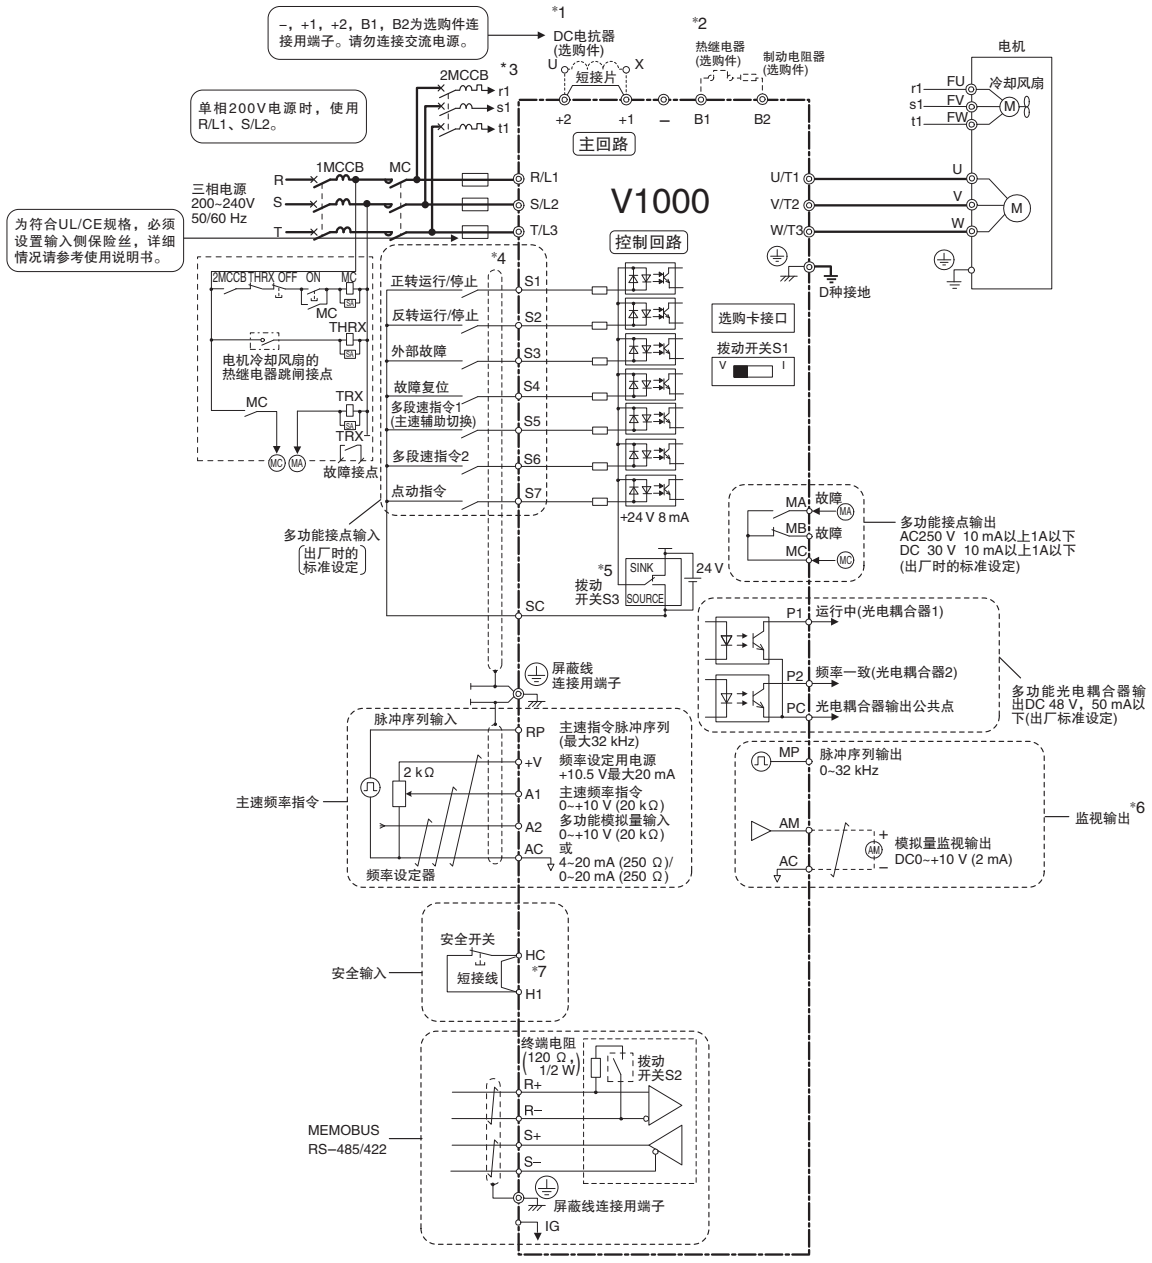 −, +1, +2, B1, B2为选购件连
接用端子。请勿连接交流电源。
*1
DC电抗器
(选购件)
U
X
短接片
*2
热继电器
(选购件)
制动电阻器
(选购件)
+2
+1
−
B1
B2
主回路
电机
冷却风扇
r1
FU
s1
FV
t1
FW
M
*3
2MCCB
r1
s1
t1
单相200V电源时，使用
R/L1、S/L2。
1MCCB
MC
三相电源
200~240V
50/60 Hz
R
S
T
R/L1
S/L2
T/L3
V1000
U/T1
V/T2
W/T3
U
V
W
M
D种接地
为符合UL/CE规格，必须
设置输入侧保险丝，详细
情况请参考使用说明书。
控制回路
2MCCB
THRX
OFF
ON
MC
SA
MC
THRX
SA
电机冷却风扇的
热继电器跳闸接点
MC
TRX
SA
TRX
MC
MA
故障接点
*4
正转运行/停止
S1
反转运行/停止
S2
外部故障
S3
故障复位
S4
多段速指令1
(主速辅助切换)
S5
多段速指令2
S6
点动指令
S7
选购卡接口
拨动开关S1
V
I
多功能接点输入
出厂时的
标准设定
+24 V 8 mA
*5
拨动
开关S3
SINK
SOURCE
24 V
SC
MA
故障
MA
MB
故障
MC
MC
多功能接点输出
AC250 V 10 mA以上1A以下
DC 30 V 10 mA以上1A以下
(出厂时的标准设定)
P1
运行中(光电耦合器1)
P2
频率一致(光电耦合器2)
PC
光电耦合器输出公共点
多功能光电耦合器输
出DC 48 V，50 mA以
下(出厂标准设定)
屏蔽线
连接用端子
脉冲序列输入
RP
主速指令脉冲序列
(最大32 kHz)
2 kΩ
+V
频率设定用电源
+10.5 V最大20 mA
A1
主速频率指令
0~+10 V (20 kΩ)
A2
多功能模拟量输入
0~+10 V (20 kΩ)
AC
或
4~20 mA (250 Ω)/
0~20 mA (250 Ω)
频率设定器
主速频率指令
MP
脉冲序列输出
0~32 kHz
AM
+
AM
−
模拟量监视输出
DC0~+10 V (2 mA)
AC
监视输出
*6
安全输入
安全开关
HC
*7
短接线
H1
终端电阻
(120 Ω，
1/2 W)
拨动
开关S2
R+
R−
S+
S−
MEMOBUS
RS−485/422
屏蔽线连接用端子
IG